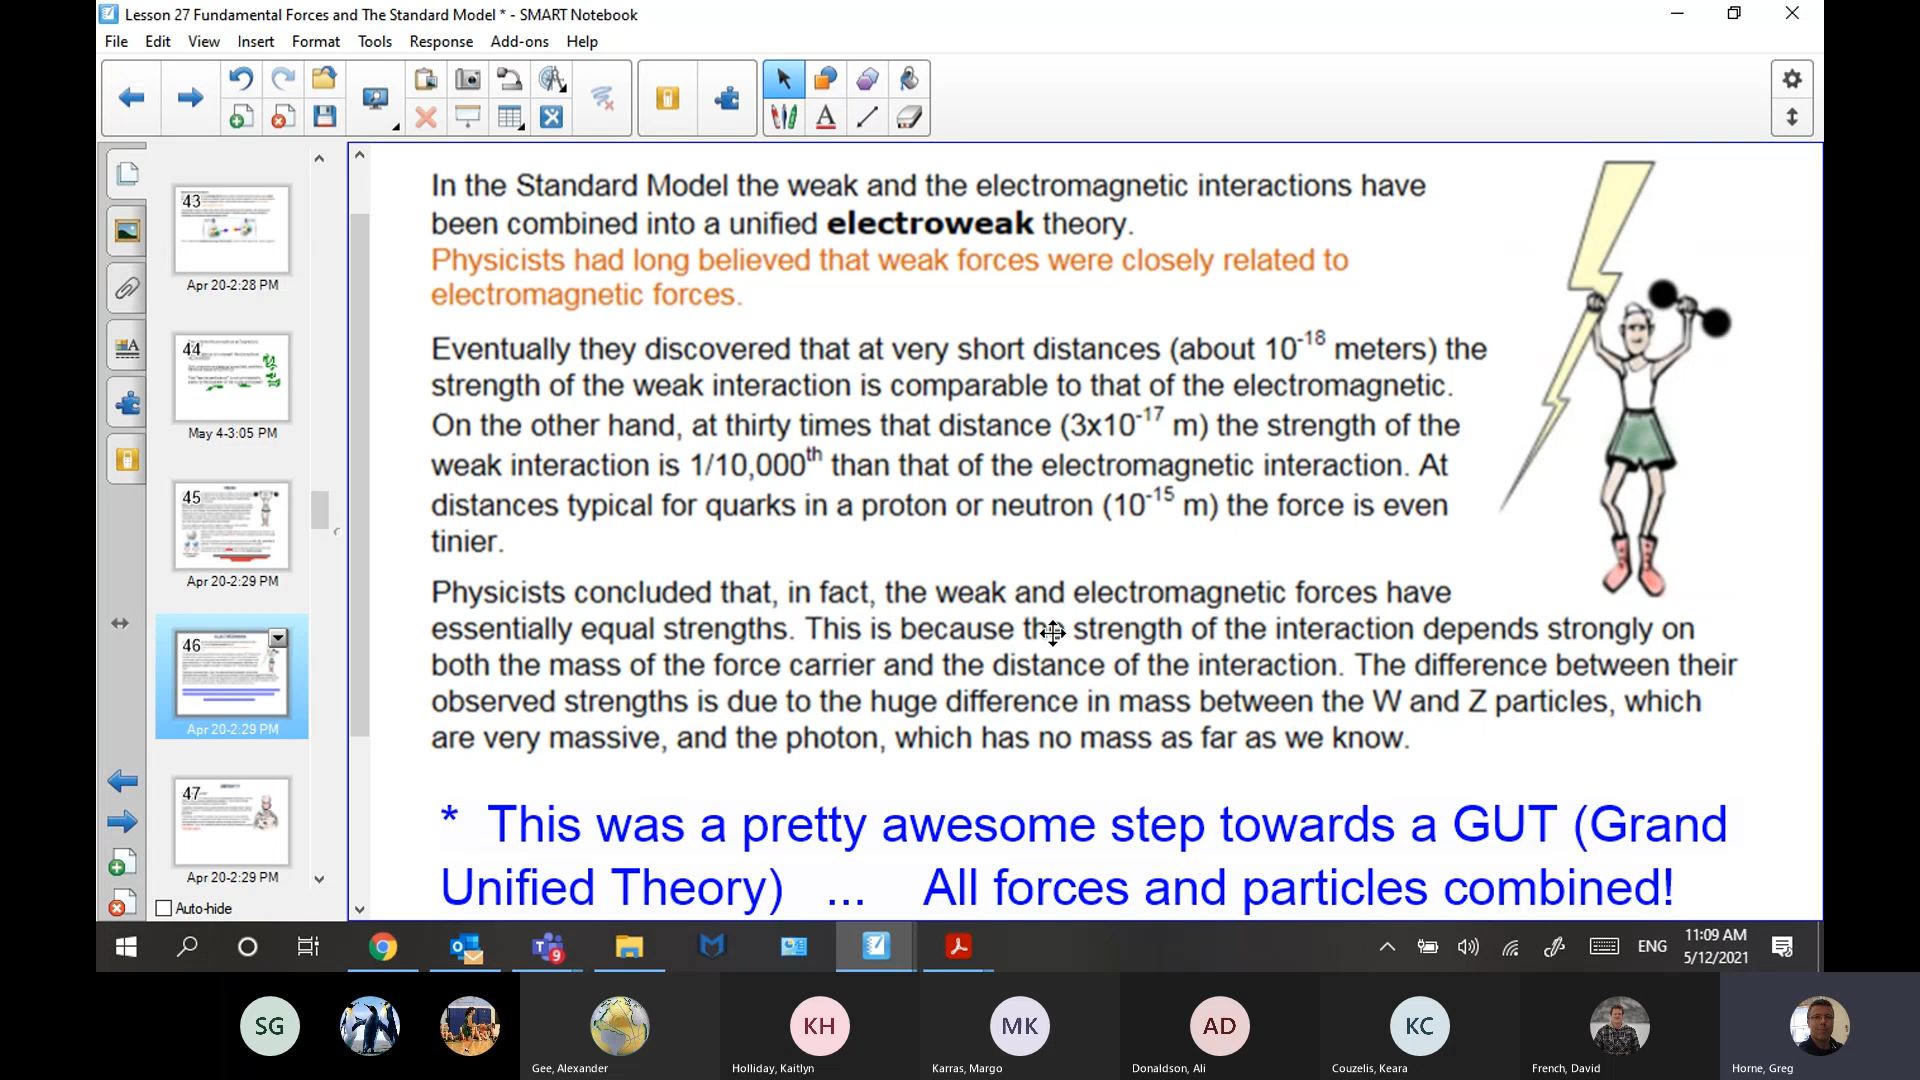 Lesson 27 Fundamental Forces and The Standard Model * - SMART Notebook
File Edit View Insert Format Tools Response Add-ons Help
43
Apr 20-2:28 PM
44
May 4-3:05 PM
45
Apr 20-2:29 PM
46
Apr 20-2:29 PM
47
Apr 20-2:29 PM
Auto-hide
In the Standard Model the weak and the electromagnetic interactions have
been combined into a unified electroweak theory.
Physicists had long believed that weak forces were closely related to
electromagnetic forces.
Eventually they discovered that at very short distances (about 10⁻¹⁸ meters) the
strength of the weak interaction is comparable to that of the electromagnetic.
On the other hand, at thirty times that distance (3x10⁻¹⁷ m) the strength of the
weak interaction is 1/10,000ᵗʰ than that of the electromagnetic interaction. At
distances typical for quarks in a proton or neutron (10⁻¹⁵ m) the force is even
tinier.
Physicists concluded that, in fact, the weak and electromagnetic forces have
essentially equal strengths. This is because the strength of the interaction depends strongly on
both the mass of the force carrier and the distance of the interaction. The difference between their
observed strengths is due to the huge difference in mass between the W and Z particles, which
are very massive, and the photon, which has no mass as far as we know.
* This was a pretty awesome step towards a GUT (Grand
Unified Theory) ... All forces and particles combined!
9
ENG
11:09 AM
5/12/2021
SG
KH
MK
AD
KC
Gee, Alexander
Holliday, Kaitlyn
Karras, Margo
Donaldson, Ali
Couzelis, Keara
French, David
Horne, Greg